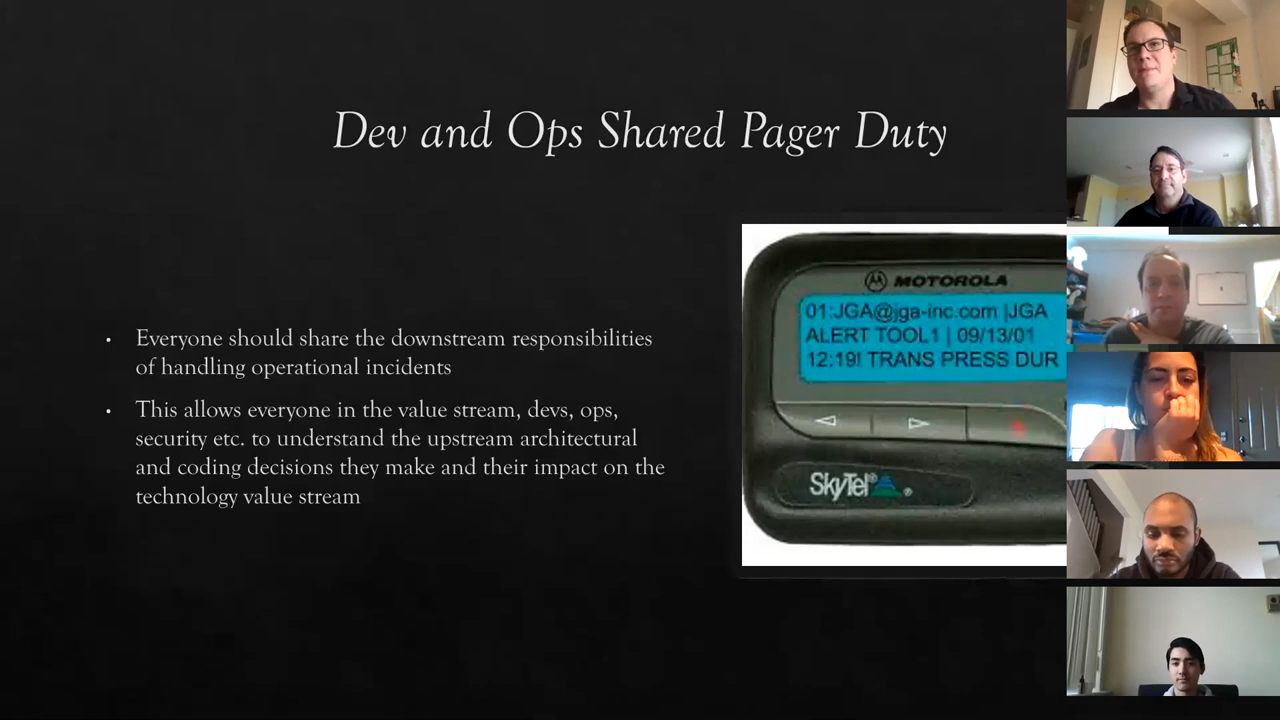 Dev and Ops Shared Pager Duty
• Everyone should share the downstream responsibilities
of handling operational incidents
• This allows everyone in the value stream, devs, ops,
security etc. to understand the upstream architectural
and coding decisions they make and their impact on the
technology value stream
MOTOROLA
01:JGA@jga-inc.com |JGA
ALERT TOOL1 | 09/13/01
12:19! TRANS PRESS DUR
SkyTel®